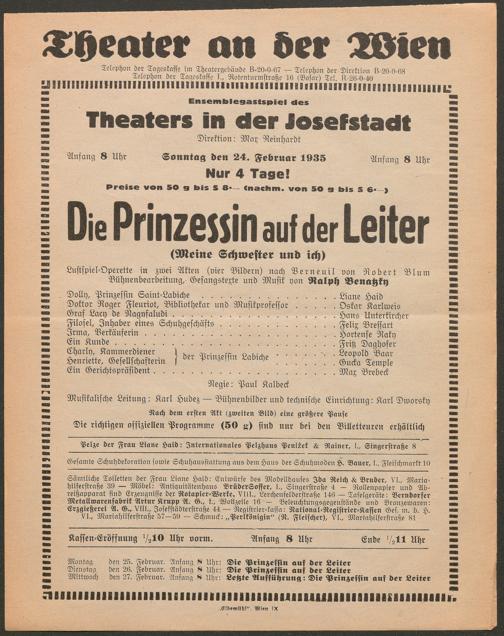 Theater an der Wien
Telephon der Tageskasse im Theatergebäude B-20-0-67 — Telephon der Direktion B-20-0-68
Telephon der Tageskasse I., Rotenturmstraße 16 (Basar) Tel. R-26-0-40
Ensemblegastspiel des
Theaters in der Josefstadt
Direktion: Max Reinhardt
Anfang 8 Uhr Sonntag den 24. Februar 1935 Anfang 8 Uhr
Nur 4 Tage!
Preise von 50 g bis S 8·— (nachm. von 50 g bis S 6·—)
Die Prinzessin auf der Leiter
(Meine Schwester und ich)
Lustspiel-Operette in zwei Akten (vier Bildern) nach Berneuil von Robert Blum
Bühnenbearbeitung, Gesangstexte und Musik von Ralph Benatzky
Dolly, Prinzessin Saint-Labiche . . . Liane Haid
Doktor Roger Fleuriot, Bibliothekar und Musikprofessor . . . Oskar Karlweis
Graf Lacy de Nagyfaludi . . . Hans Unterkircher
Filosel, Inhaber eines Schuhgeschäfts . . . Felix Bressart
Irma, Verkäuferin . . . Hortense Raky
Ein Kunde . . . Fritz Daghofer
Charly, Kammerdiener } der Prinzessin Labiche . . . Leopold Baar
Henriette, Gesellschafterin } Gucka Temple
Ein Gerichtspräsident . . . Max Brebeck
Regie: Paul Kalbeck
Musikalische Leitung: Karl Hudez — Bühnenbilder und technische Einrichtung: Karl Dworsky
Nach dem ersten Akt (zweiten Bild) eine größere Pause
Die richtigen offiziellen Programme (50 g) sind nur bei den Billetteuren erhältlich
Pelze der Frau Liane Haid: Internationales Pelzhaus Penižek & Rainer, I., Singerstraße 8
Gesamte Schuhdekoration sowie Schuhausstattung aus dem Haus der Schuhmoden H. Bauer, I., Fleischmarkt 10
Sämtliche Toiletten der Frau Liane Haid: Entwürfe des Modellhauses Ida Reich & Bruder, VI., Maria-
hilferstraße 39 — Möbel: Antiquitätenhaus Brüder Soffer, I., Singerstraße 4 — Rollenpapier und Ab-
reißapparat sind Erzeugnisse der Rotapier-Werke, VIII., Lerchenfelderstraße 146 — Tafelgeräte: Berndorfer
Metallwarenfabrik Artur Krupp A. G., I., Wollzeile 16 — Beleuchtungsgegenstände und Bronzewaren:
Erzgießerei A. G., VIII., Josefstädterstraße 44 — Registrierkassa: National-Registrier-Kassen Ges. m. b. H.
VI., Mariahilferstraße 57—59 — Schmuck: „Perlkönigin" (R. Fleischer), VI., Mariahilferstraße 81
Kassen-Eröffnung ½10 Uhr vorm. Anfang 8 Uhr Ende ½11 Uhr
Montag den 25. Februar. Anfang 8 Uhr: Die Prinzessin auf der Leiter
Dienstag den 26. Februar. Anfang 8 Uhr: Die Prinzessin auf der Leiter
Mittwoch den 27. Februar. Anfang 8 Uhr: Letzte Aufführung: Die Prinzessin auf der Leiter
„Elbemühl", Wien IX